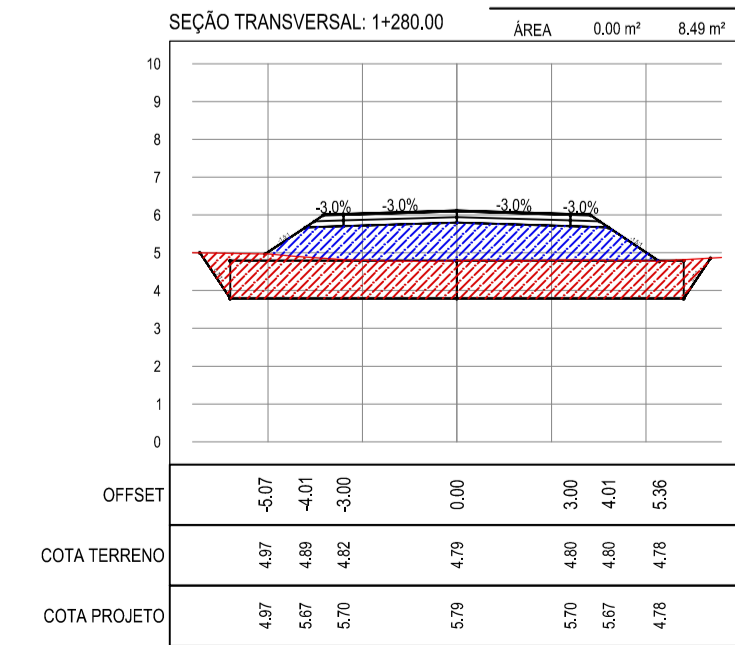 SEÇÃO TRANSVERSAL: 1+280.00
ÁREA 0.00 m² 8.49 m²
10
9
8
7
6
5
4
3
2
1
0
-3.0% -3.0% -3.0% -3.0%
OFFSET -5.07 -4.01 -3.00 0.00 3.00 4.01 5.36
COTA TERRENO 4.97 4.89 4.82 4.79 4.80 4.80 4.78
COTA PROJETO 4.97 5.67 5.70 5.79 5.70 5.67 4.78